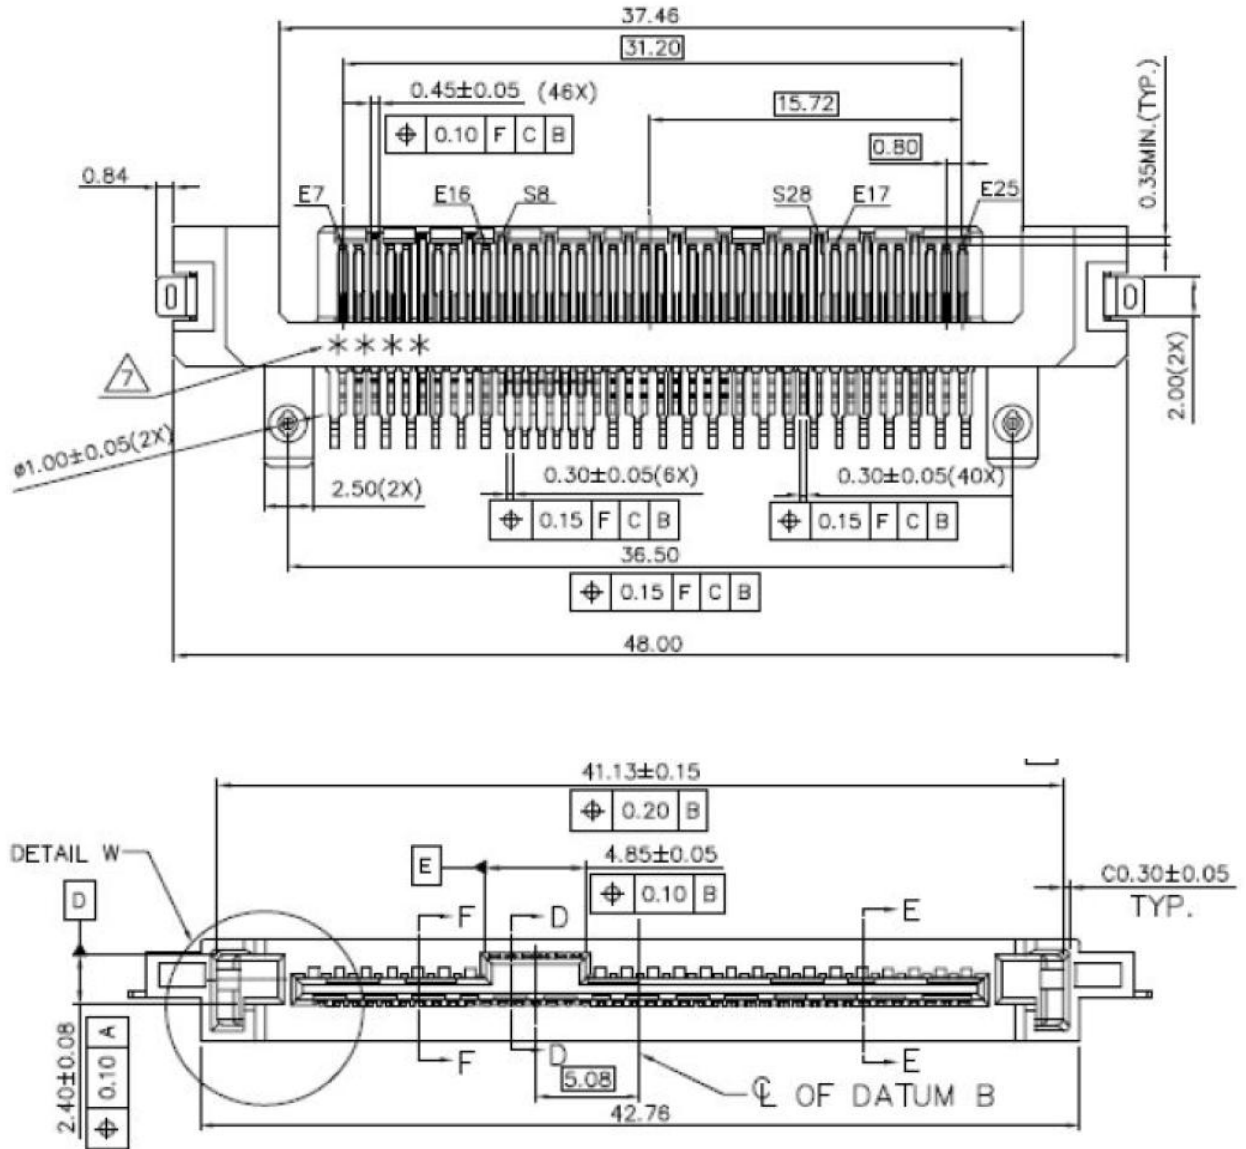 37.46
31.20
0.45±0.05 (46X)
⌖ 0.10 F C B
15.72
0.80
0.35MIN.(TYP.)
0.84
E7
E16
S8
S28
E17
E25
* * * *
7
2.00(2X)
ø1.00±0.05(2X)
2.50(2X)
0.30±0.05(6X)
0.30±0.05(40X)
⌖ 0.15 F C B
⌖ 0.15 F C B
36.50
⌖ 0.15 F C B
48.00
41.13±0.15
⌖ 0.20 B
DETAIL W
E
4.85±0.05
⌖ 0.10 B
C0.30±0.05
TYP.
D
F
D
E
2.40±0.08
⌖ 0.10 A
F
D
E
5.08
℄ OF DATUM B
42.76